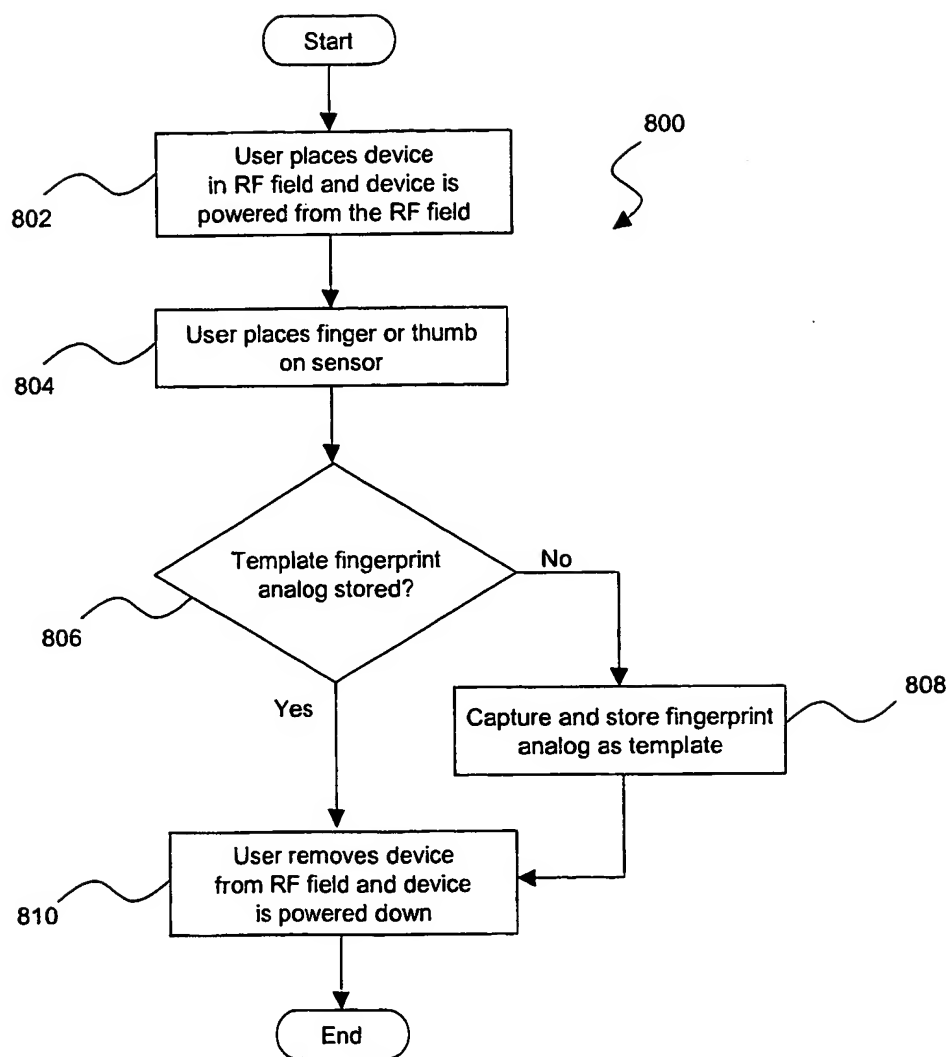 Start
800
User places device
in RF field and device is
powered from the RF field
802
User places finger or thumb
on sensor
804
Template fingerprint
analog stored?
No
806
Yes
808
Capture and store fingerprint
analog as template
User removes device
from RF field and device
is powered down
810
End